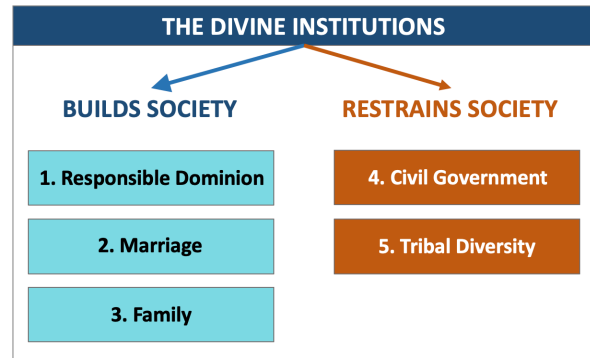 THE DIVINE INSTITUTIONS
BUILDS SOCIETY
1. Responsible Dominion
2. Marriage
3. Family
RESTRAINS SOCIETY
4. Civil Government
5. Tribal Diversity